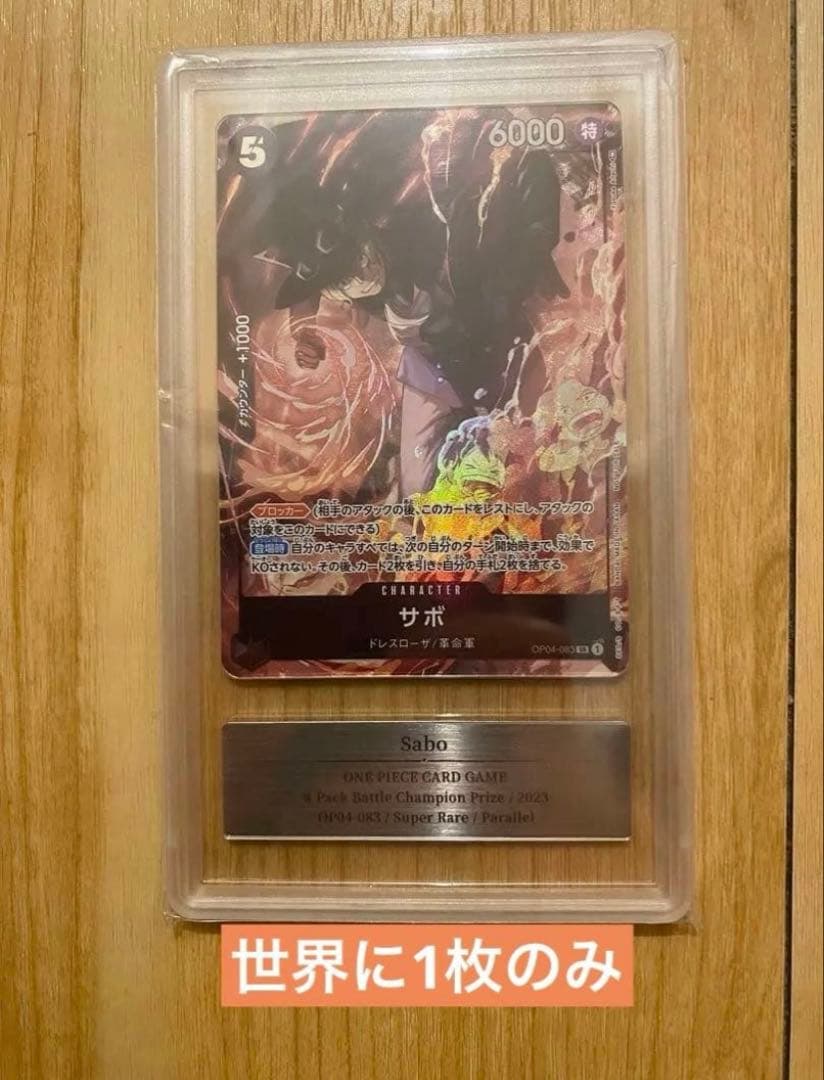 5
6000
特
カウンター +1000
ブロッカー (相手のアタックの後、このカードをレストにし、アタックの
対象をこのカードにできる)
登場時 自分のキャラすべては、次の自分のターン開始時まで、効果で
KOされない。その後、カード2枚を引き、自分の手札2枚を捨てる。
CHARACTER
サボ
ドレスローザ/革命軍
OP04-083 SR 1
Sabo
ONE PIECE CARD GAME
Pack Battle Champion Prize / 2023
OP04-083 / Super Rare / Parallel
世界に1枚のみ